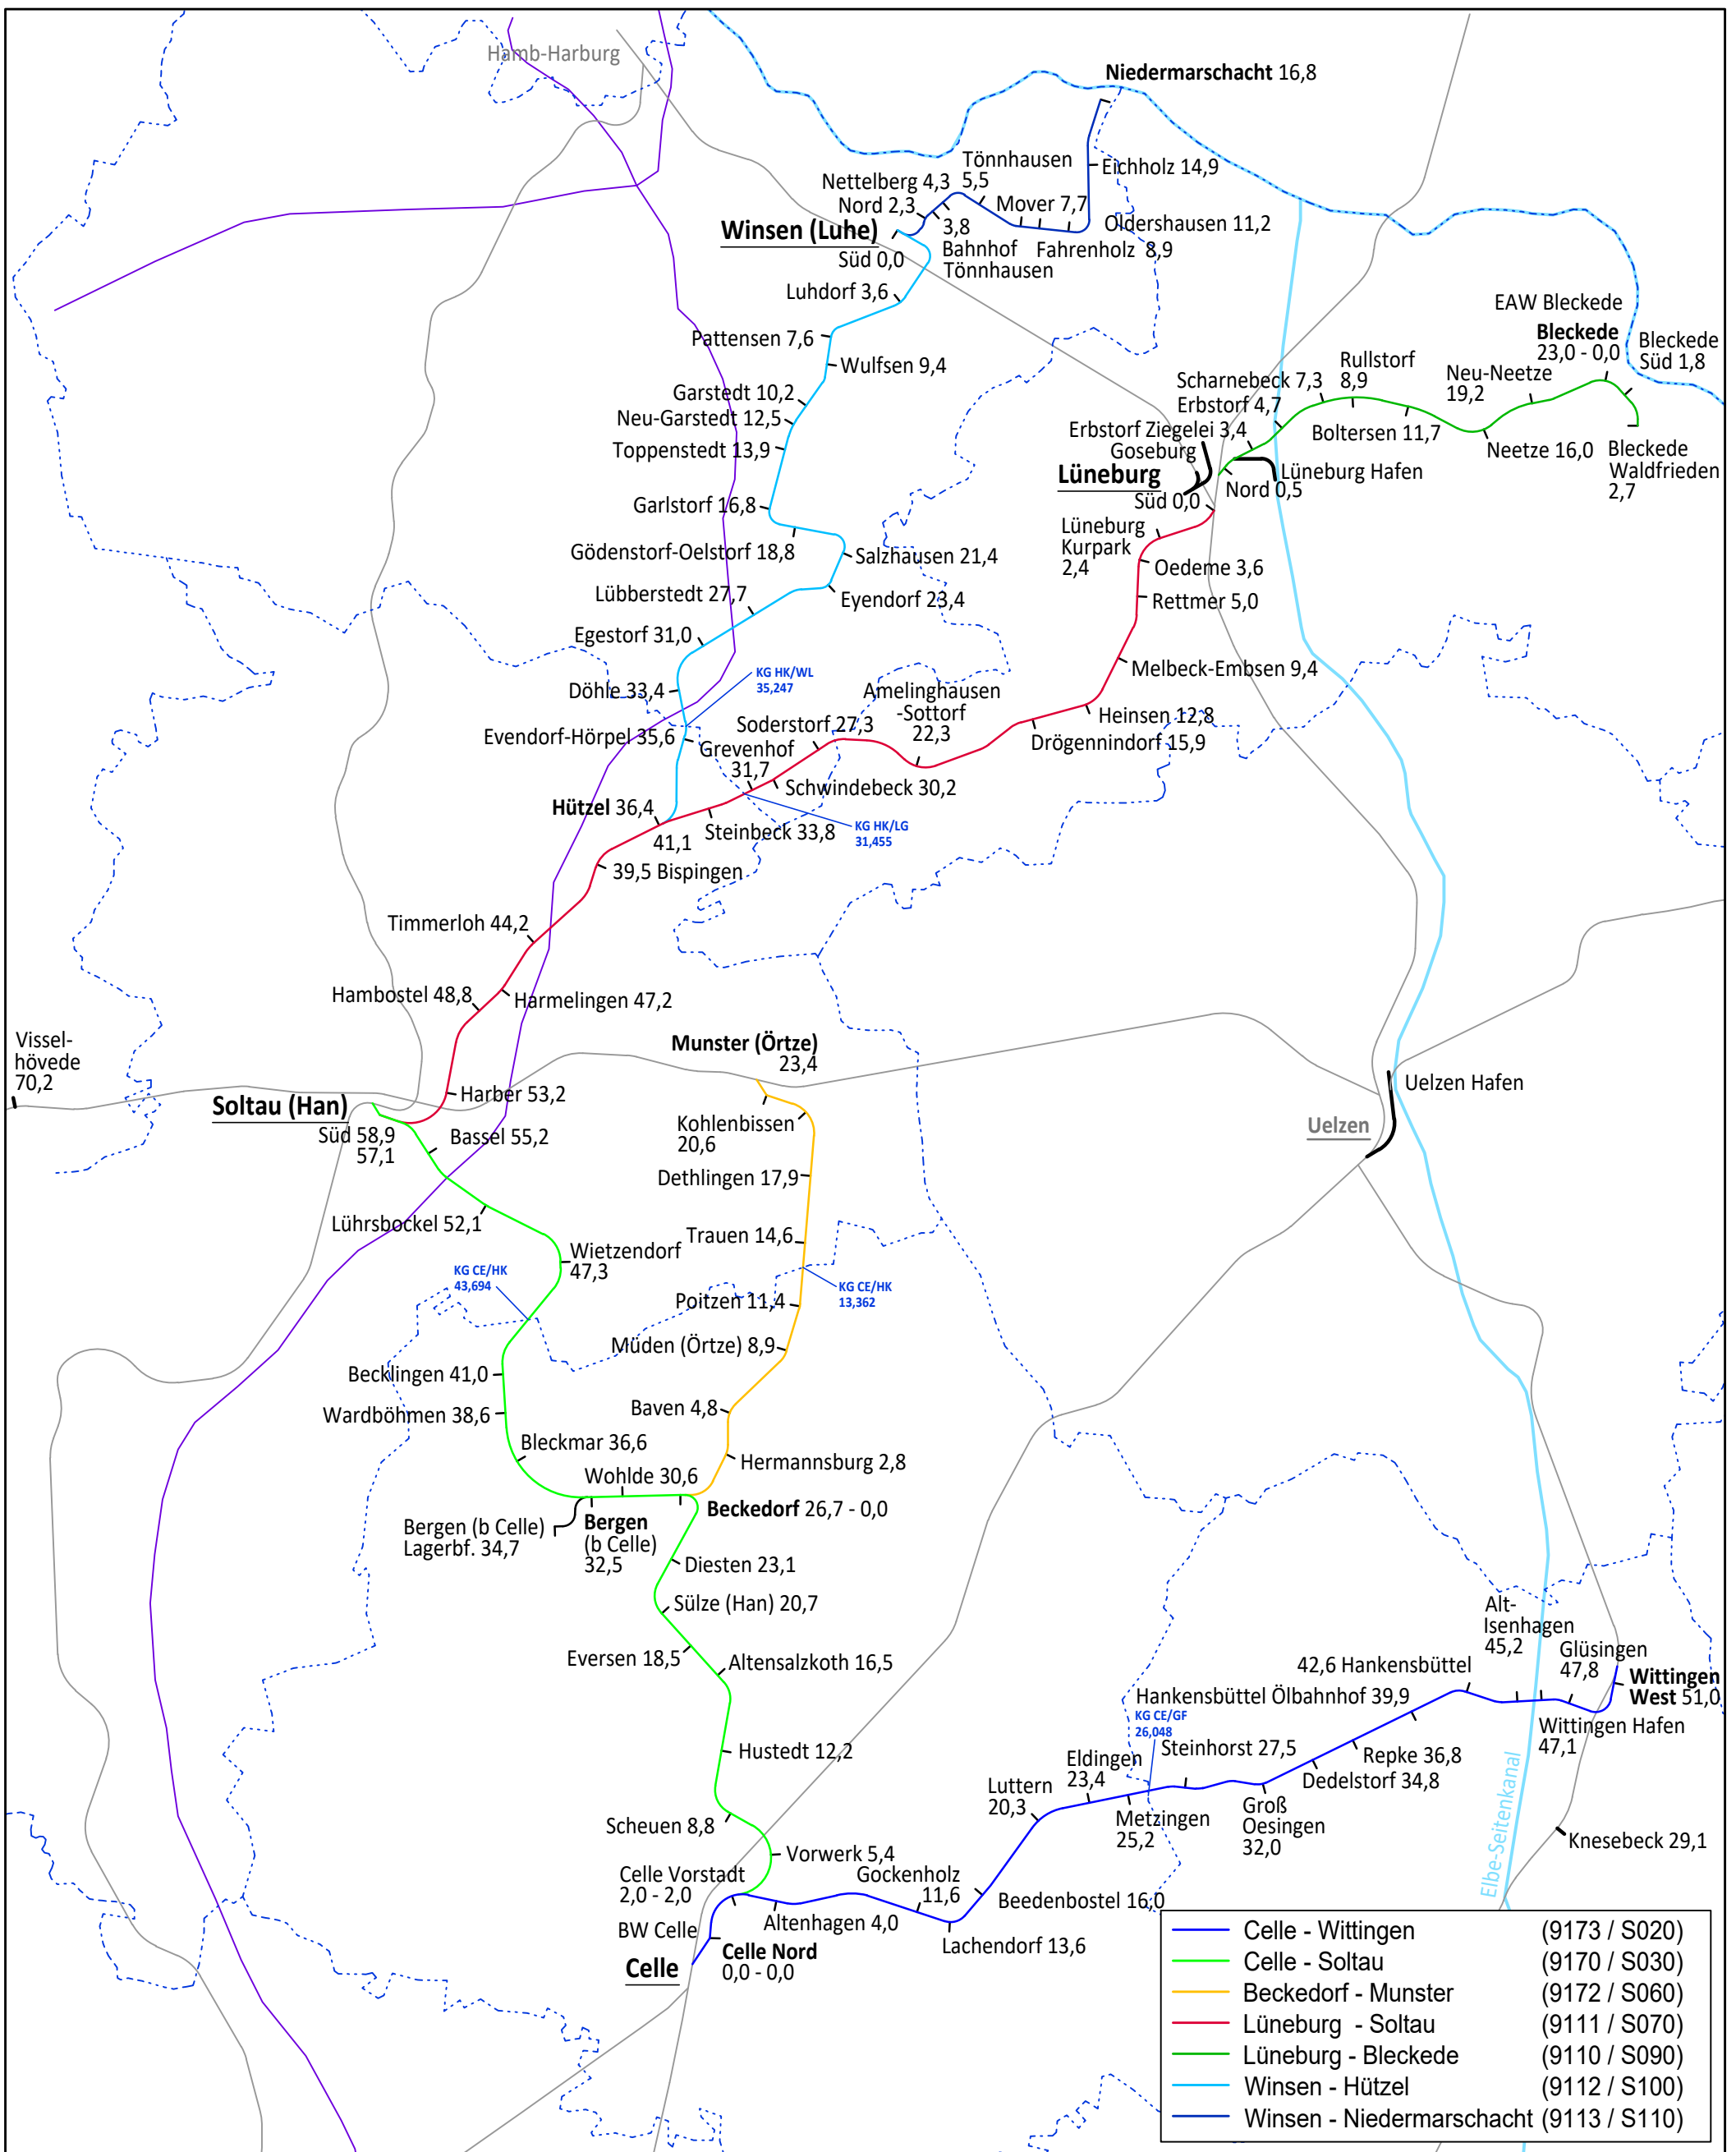 Hamb-Harburg
Niedermarschacht 16,8
Tönnhausen
5,5
Eichholz 14,9
Nettelberg 4,3
Nord 2,3
Mover 7,7
Winsen (Luhe)
Süd 0,0
3,8
Bahnhof
Tönnhausen
Oldershausen 11,2
Fahrenholz 8,9
Luhdorf 3,6
Pattensen 7,6
Wulfsen 9,4
Garstedt 10,2
Neu-Garstedt 12,5
Toppenstedt 13,9
Garlstorf 16,8
Gödenstorf-Oelstorf 18,8
Salzhausen 21,4
Lübberstedt 27,7
Eyendorf 23,4
Egestorf 31,0
Döhle 33,4
KG HK/WL
35,247
Evendorf-Hörpel 35,6
EAW Bleckede
Bleckede
23,0 - 0,0
Bleckede
Süd 1,8
Rullstorf
8,9
Neu-Neetze
19,2
Scharnebeck 7,3
Erbstorf 4,7
Erbstorf Ziegelei 3,4
Goseburg
Boltersen 11,7
Neetze 16,0
Bleckede
Waldfrieden
2,7
Lüneburg
Süd 0,0
Nord 0,5
Lüneburg Hafen
Lüneburg
Kurpark
2,4
Oedeme 3,6
Rettmer 5,0
Melbeck-Embsen 9,4
Heinsen 12,8
Drögennindorf 15,9
Amelinghausen
-Sottorf
22,3
Soderstorf 27,3
Grevenhof
31,7
Schwindebeck 30,2
Hützel 36,4
41,1
Steinbeck 33,8
KG HK/LG
31,455
39,5 Bispingen
Timmerloh 44,2
Hambostel 48,8
Harmelingen 47,2
Vissel-
hövede
70,2
Harber 53,2
Soltau (Han)
Süd 58,9
57,1
Bassel 55,2
Munster (Örtze)
23,4
Kohlenbissen
20,6
Dethlingen 17,9
Trauen 14,6
Uelzen Hafen
Uelzen
Lührsbockel 52,1
Wietzendorf
47,3
KG CE/HK
43,694
KG CE/HK
13,362
Poitzen 11,4
Müden (Örtze) 8,9
Becklingen 41,0
Wardböhmen 38,6
Baven 4,8
Bleckmar 36,6
Hermannsburg 2,8
Wohlde 30,6
Beckedorf 26,7 - 0,0
Bergen (b Celle)
Lagerbf. 34,7
Bergen
(b Celle)
32,5
Diesten 23,1
Sülze (Han) 20,7
Eversen 18,5
Altensalzkoth 16,5
Hustedt 12,2
Scheuen 8,8
Vorwerk 5,4
Celle Vorstadt
2,0 - 2,0
BW Celle
Celle
Celle Nord
0,0 - 0,0
Altenhagen 4,0
Gockenholz
11,6
Lachendorf 13,6
Beedenbostel 16,0
Luttern
20,3
Eldingen
23,4
Metzingen
25,2
KG CE/GF
26,048
Steinhorst 27,5
Groß
Oesingen
32,0
Dedelstorf 34,8
Repke 36,8
Hankensbüttel Ölbahnhof 39,9
42,6 Hankensbüttel
Alt-
Isenhagen
45,2
Glüsingen
47,8
Wittingen
West 51,0
Wittingen Hafen
47,1
Knesebeck 29,1
Elbe-Seitenkanal
Celle - Wittingen (9173 / S020)
Celle - Soltau (9170 / S030)
Beckedorf - Munster (9172 / S060)
Lüneburg - Soltau (9111 / S070)
Lüneburg - Bleckede (9110 / S090)
Winsen - Hützel (9112 / S100)
Winsen - Niedermarschacht (9113 / S110)